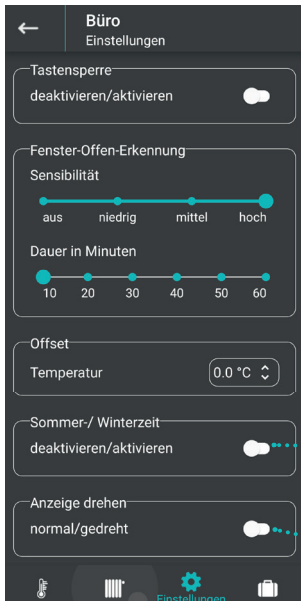 Büro
Einstellungen
Tastensperre
deaktivieren/aktivieren
Fenster-Offen-Erkennung
Sensibilität
aus niedrig mittel hoch
Dauer in Minuten
10 20 30 40 50 60
Offset
Temperatur 0.0 °C
Sommer-/ Winterzeit
deaktivieren/aktivieren
Anzeige drehen
normal/gedreht
Einstellungen